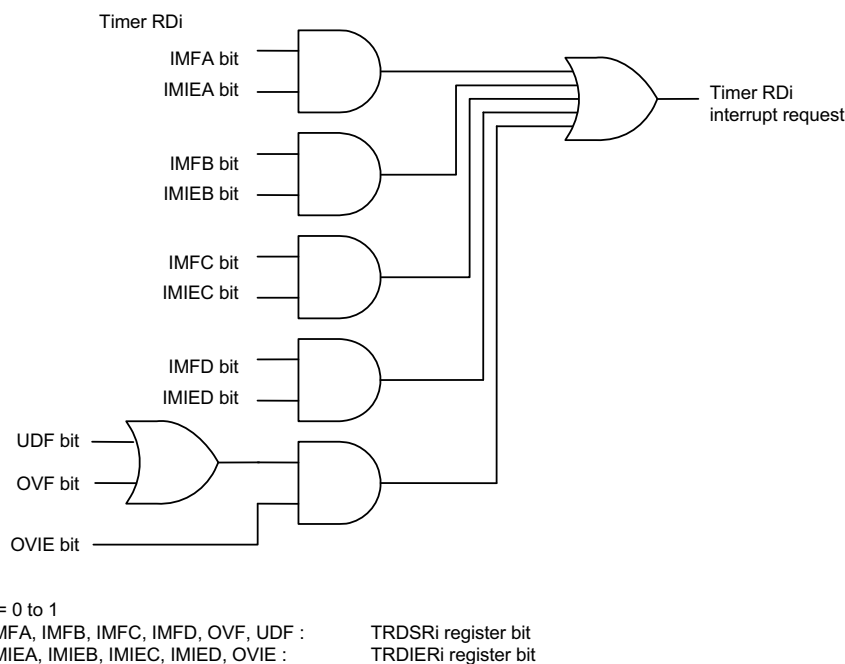 Timer RDi
IMFA bit
IMIEA bit
IMFB bit
IMIEB bit
IMFC bit
IMIEC bit
IMFD bit
IMIED bit
UDF bit
OVF bit
OVIE bit
Timer RDi
interrupt request
= 0 to 1
MFA, IMFB, IMFC, IMFD, OVF, UDF : TRDSRi register bit
MIEA, IMIEB, IMIEC, IMIED, OVIE : TRDIERi register bit